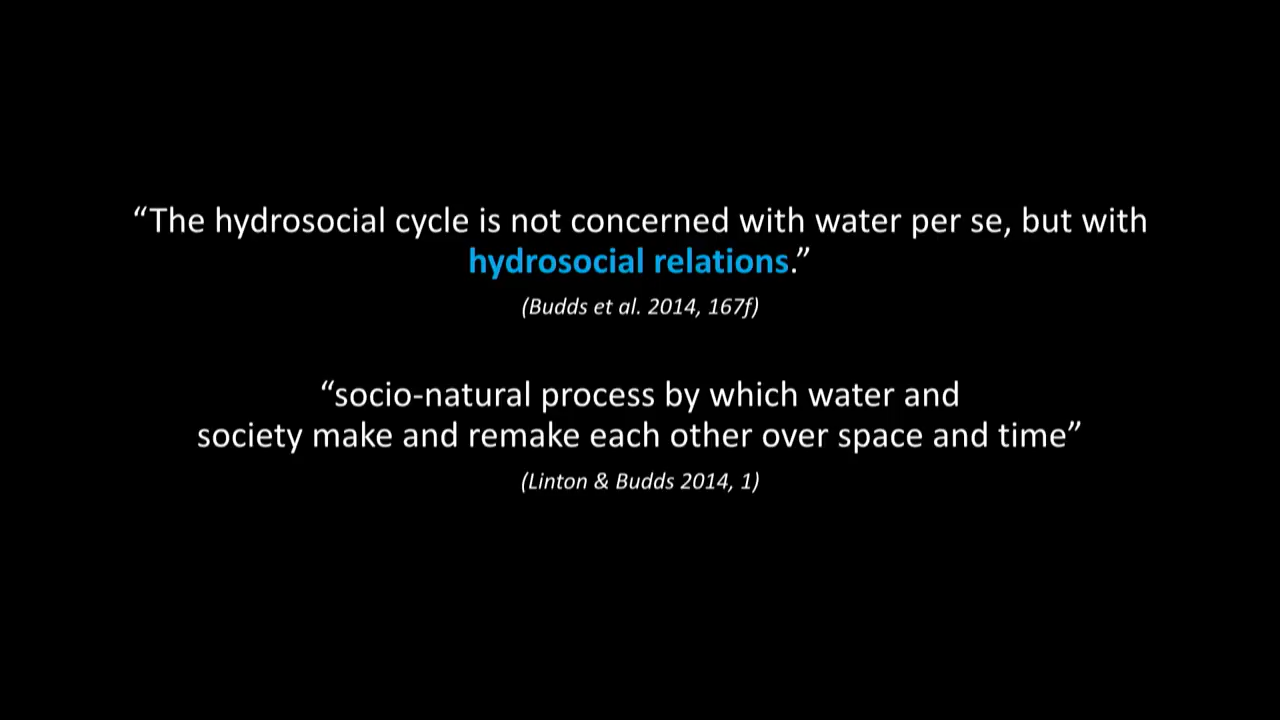 “The hydrosocial cycle is not concerned with water per se, but with
hydrosocial relations.”
(Budds et al. 2014, 167f)
“socio-natural process by which water and
society make and remake each other over space and time”
(Linton & Budds 2014, 1)